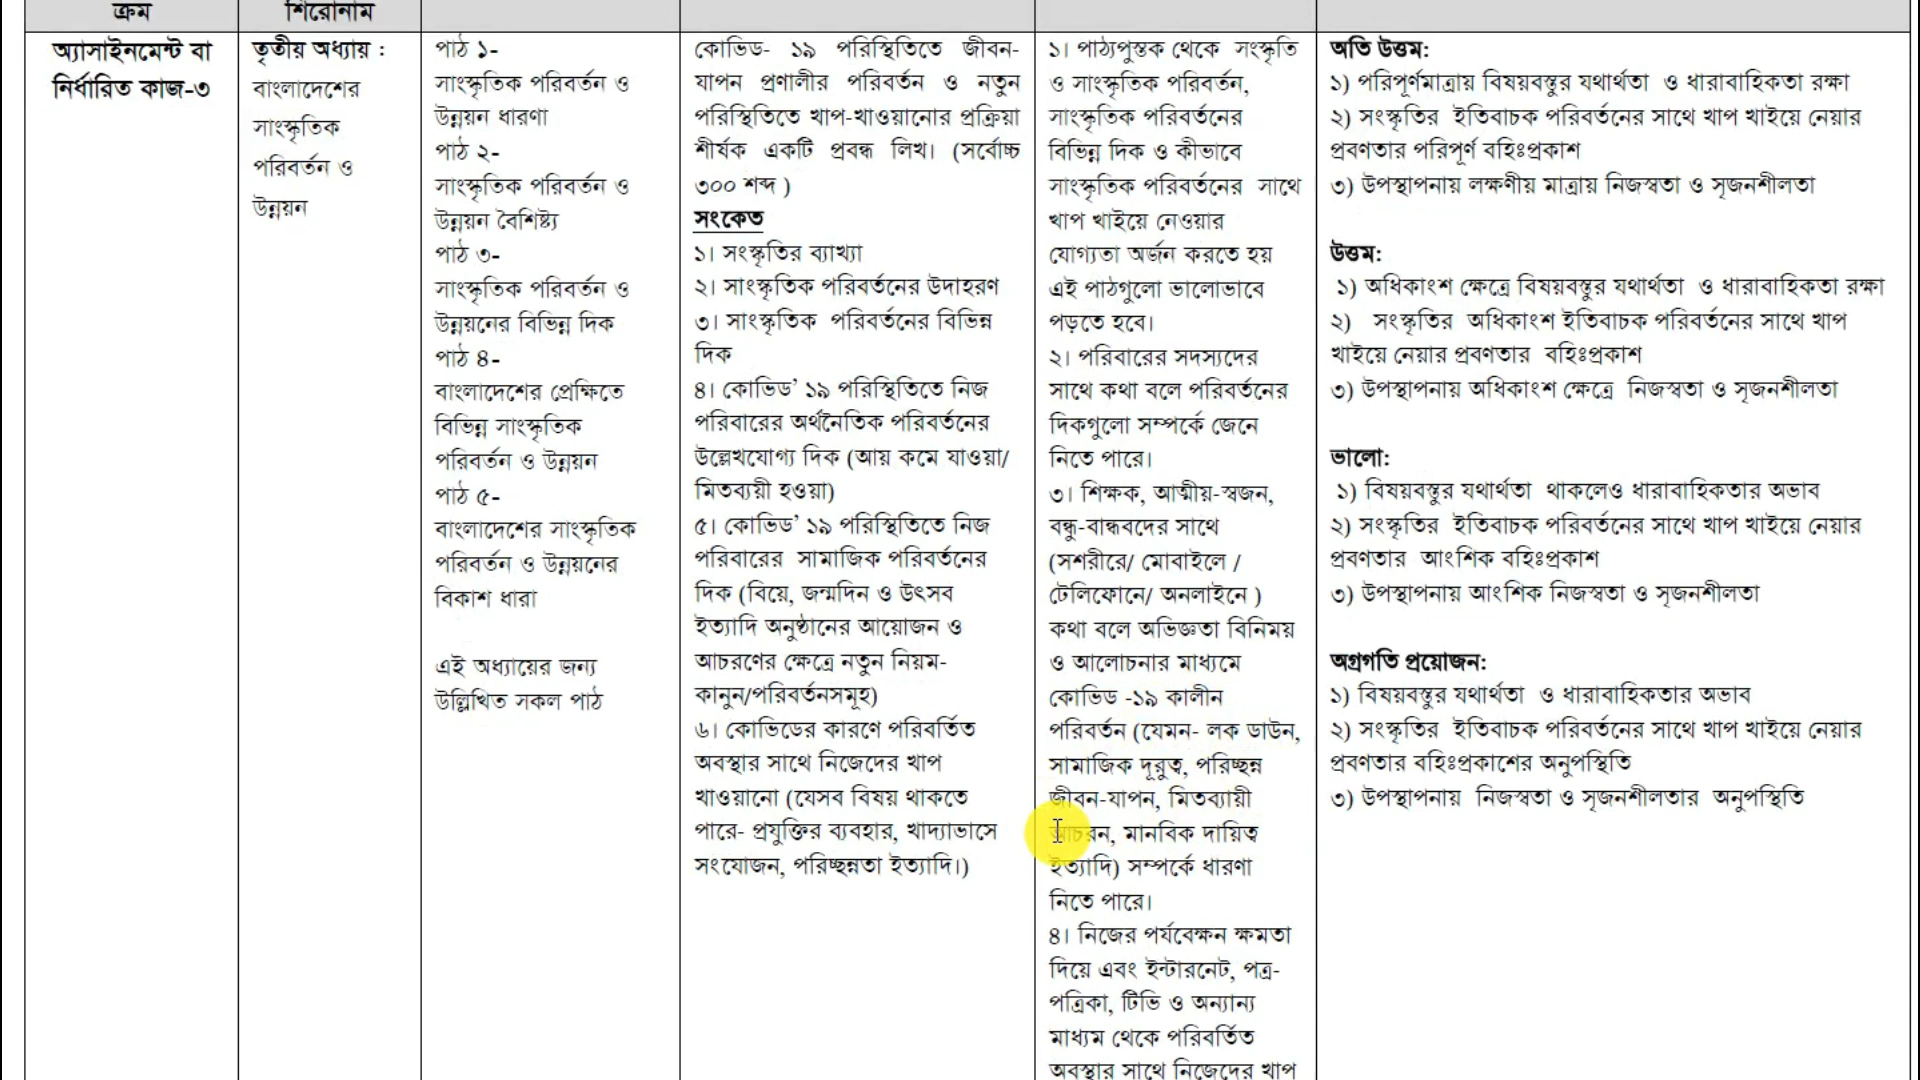 ক্রম
শিরোনাম
অ্যাসাইনমেন্ট বা
নির্ধারিত কাজ-৩
তৃতীয় অধ্যায় :
বাংলাদেশের
সাংস্কৃতিক
পরিবর্তন ও
উন্নয়ন
পাঠ ১-
সাংস্কৃতিক পরিবর্তন ও
উন্নয়ন ধারণা
পাঠ ২-
সাংস্কৃতিক পরিবর্তন ও
উন্নয়ন বৈশিষ্ট্য
পাঠ ৩-
সাংস্কৃতিক পরিবর্তন ও
উন্নয়নের বিভিন্ন দিক
পাঠ ৪-
বাংলাদেশের প্রেক্ষিতে
বিভিন্ন সাংস্কৃতিক
পরিবর্তন ও উন্নয়ন
পাঠ ৫-
বাংলাদেশের সাংস্কৃতিক
পরিবর্তন ও উন্নয়নের
বিকাশ ধারা
এই অধ্যায়ের জন্য
উল্লিখিত সকল পাঠ
কোভিড- ১৯ পরিস্থিতিতে জীবন-
যাপন প্রণালীর পরিবর্তন ও নতুন
পরিস্থিতিতে খাপ-খাওয়ানোর প্রক্রিয়া
শীর্ষক একটি প্রবন্ধ লিখ। (সর্বোচ্চ
৩০০ শব্দ )
সংকেত
১। সংস্কৃতির ব্যাখ্যা
২। সাংস্কৃতিক পরিবর্তনের উদাহরণ
৩। সাংস্কৃতিক পরিবর্তনের বিভিন্ন
দিক
৪। কোভিড’ ১৯ পরিস্থিতিতে নিজ
পরিবারের অর্থনৈতিক পরিবর্তনের
উল্লেখযোগ্য দিক (আয় কমে যাওয়া/
মিতব্যয়ী হওয়া)
৫। কোভিড’ ১৯ পরিস্থিতিতে নিজ
পরিবারের সামাজিক পরিবর্তনের
দিক (বিয়ে, জন্মদিন ও উৎসব
ইত্যাদি অনুষ্ঠানের আয়োজন ও
আচরণের ক্ষেত্রে নতুন নিয়ম-
কানুন/পরিবর্তনসমূহ)
৬। কোভিডের কারণে পরিবর্তিত
অবস্থার সাথে নিজেদের খাপ
খাওয়ানো (যেসব বিষয় থাকতে
পারে- প্রযুক্তির ব্যবহার, খাদ্যাভাসে
সংযোজন, পরিচ্ছন্নতা ইত্যাদি।)
১। পাঠ্যপুস্তক থেকে সংস্কৃতি
ও সাংস্কৃতিক পরিবর্তন,
সাংস্কৃতিক পরিবর্তনের
বিভিন্ন দিক ও কীভাবে
সাংস্কৃতিক পরিবর্তনের সাথে
খাপ খাইয়ে নেওয়ার
যোগ্যতা অর্জন করতে হয়
এই পাঠগুলো ভালোভাবে
পড়তে হবে।
২। পরিবারের সদস্যদের
সাথে কথা বলে পরিবর্তনের
দিকগুলো সম্পর্কে জেনে
নিতে পারে।
৩। শিক্ষক, আত্মীয়-স্বজন,
বন্ধু-বান্ধবদের সাথে
(সশরীরে/ মোবাইলে /
টেলিফোনে/ অনলাইনে )
কথা বলে অভিজ্ঞতা বিনিময়
ও আলোচনার মাধ্যমে
কোভিড -১৯ কালীন
পরিবর্তন (যেমন- লক ডাউন,
সামাজিক দূরুত্ব, পরিচ্ছন্ন
জীবন-যাপন, মিতব্যায়ী
আচরন, মানবিক দায়িত্ব
ইত্যাদি) সম্পর্কে ধারণা
নিতে পারে।
৪। নিজের পর্যবেক্ষন ক্ষমতা
দিয়ে এবং ইন্টারনেট, পত্র-
পত্রিকা, টিভি ও অন্যান্য
মাধ্যম থেকে পরিবর্তিত
অবস্থার সাথে নিজেদের খাপ
অতি উত্তম:
১) পরিপূর্ণমাত্রায় বিষয়বস্তুর যথার্থতা ও ধারাবাহিকতা রক্ষা
২) সংস্কৃতির ইতিবাচক পরিবর্তনের সাথে খাপ খাইয়ে নেয়ার
প্রবণতার পরিপূর্ণ বহিঃপ্রকাশ
৩) উপস্থাপনায় লক্ষণীয় মাত্রায় নিজস্বতা ও সৃজনশীলতা
উত্তম:
১) অধিকাংশ ক্ষেত্রে বিষয়বস্তুর যথার্থতা ও ধারাবাহিকতা রক্ষা
২) সংস্কৃতির অধিকাংশ ইতিবাচক পরিবর্তনের সাথে খাপ
খাইয়ে নেয়ার প্রবণতার বহিঃপ্রকাশ
৩) উপস্থাপনায় অধিকাংশ ক্ষেত্রে নিজস্বতা ও সৃজনশীলতা
ভালো:
১) বিষয়বস্তুর যথার্থতা থাকলেও ধারাবাহিকতার অভাব
২) সংস্কৃতির ইতিবাচক পরিবর্তনের সাথে খাপ খাইয়ে নেয়ার
প্রবণতার আংশিক বহিঃপ্রকাশ
৩) উপস্থাপনায় আংশিক নিজস্বতা ও সৃজনশীলতা
অগ্রগতি প্রয়োজন:
১) বিষয়বস্তুর যথার্থতা ও ধারাবাহিকতার অভাব
২) সংস্কৃতির ইতিবাচক পরিবর্তনের সাথে খাপ খাইয়ে নেয়ার
প্রবণতার বহিঃপ্রকাশের অনুপস্থিতি
৩) উপস্থাপনায় নিজস্বতা ও সৃজনশীলতার অনুপস্থিতি